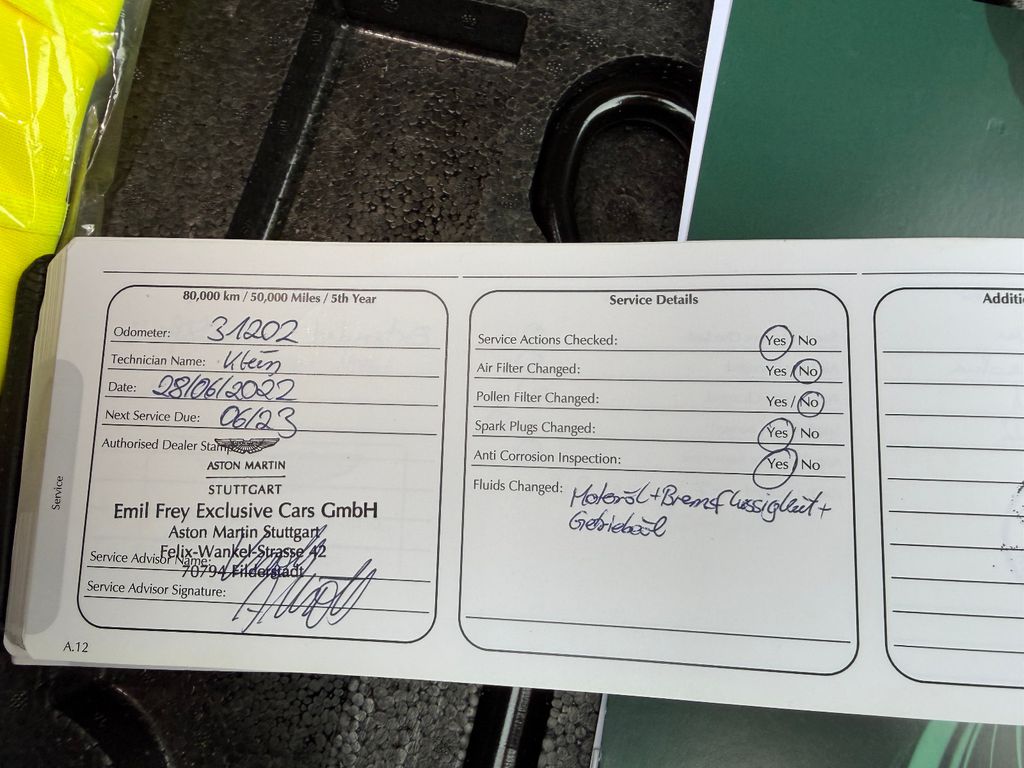 80,000 km / 50,000 Miles / 5th Year
Odometer: 31202
Technician Name: Klein
Date: 28/06/2022
Next Service Due: 06/23
Authorised Dealer Stam
ASTON MARTIN
STUTTGART
Emil Frey Exclusive Cars GmbH
Aston Martin Stuttgart
Felix-Wankel-Strasse 42
Service Advisor Name:
70794 Filderstadt
Service Advisor Signature:
A.12
Service
Service Details
Service Actions Checked: Yes / No
Air Filter Changed: Yes / No
Pollen Filter Changed: Yes / No
Spark Plugs Changed: Yes / No
Anti Corrosion Inspection: Yes / No
Fluids Changed: Motoröl + Bremsflüssigkeit +
Getriebeöl
Additi